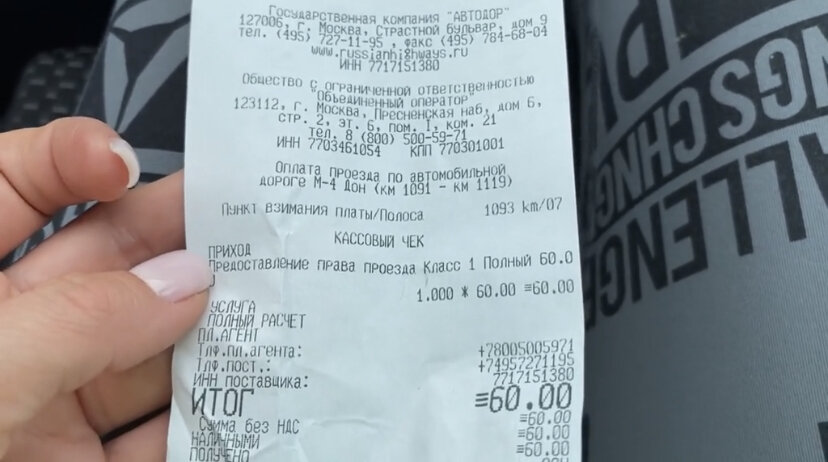 Государственная компания "АВТОДОР"
127006, г. Москва, Страстной бульвар, дом 9
тел. (495) 727-11-95 , факс (495) 784-68-04
www.russianhighways.ru
ИНН 7717151380
Общество с ограниченной ответственностью
"Объединенный оператор"
123112, г. Москва, Пресненская наб, дом 6,
стр. 2, эт. 6, пом. I, ком. 21
тел. 8 (800) 500-59-71
ИНН 7703461054 КПП 770301001
Оплата проезда по автомобильной
дороге М-4 Дон (км 1091 - км 1119)
Пункт взимания платы/Полоса 1093 km/07
КАССОВЫЙ ЧЕК
ПРИХОД
Предоставление права проезда Класс 1 Полный 60.0
1.000 * 60.00 ≡60.00
УСЛУГА
ПОЛНЫЙ РАСЧЕТ
ПЛ.АГЕНТ
Тлф.пл.агента: +78005005971
Тлф.пост.: +74957271195
ИНН поставщика: 7717151380
ИТОГ ≡60.00
Сумма без НДС ≡60.00
НАЛИЧНЫМИ ≡60.00
ПОЛУЧЕНО ≡60.00